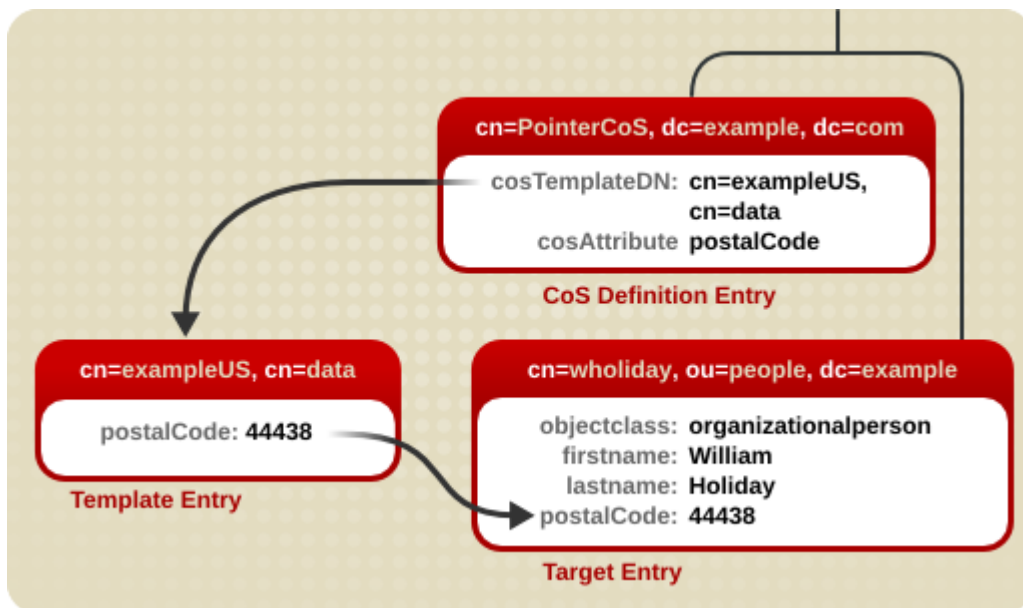 cn=PointerCoS, dc=example, dc=com
cosTemplateDN: cn=exampleUS,
cn=data
cosAttribute postalCode
CoS Definition Entry
cn=exampleUS, cn=data
postalCode: 44438
Template Entry
cn=wholiday, ou=people, dc=example
objectclass: organizationalperson
firstname: William
lastname: Holiday
postalCode: 44438
Target Entry